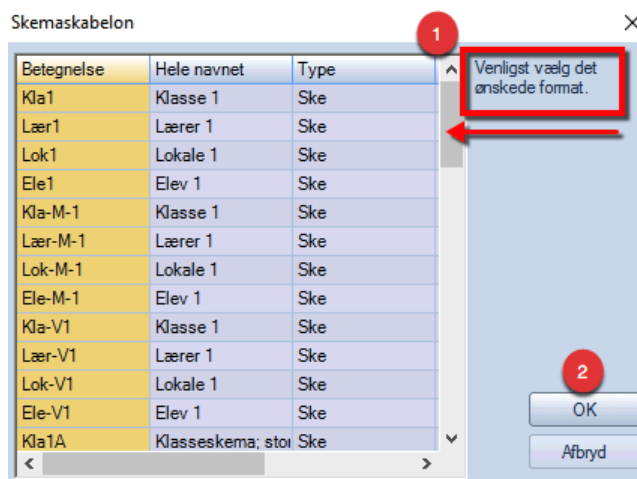 Skemaskabelon
1
Betegnelse Hele navnet Type
Venligst vælg det
ønskede format.
Kla1 Klasse 1 Ske
Lær1 Lærer 1 Ske
Lok1 Lokale 1 Ske
Ele1 Elev 1 Ske
Kla-M-1 Klasse 1 Ske
Lær-M-1 Lærer 1 Ske
Lok-M-1 Lokale 1 Ske
Ele-M-1 Elev 1 Ske
Kla-V1 Klasse 1 Ske
Lær-V1 Lærer 1 Ske
Lok-V1 Lokale 1 Ske
Ele-V1 Elev 1 Ske
Kla1A Klasseskema; stor Ske
2
OK
Afbryd